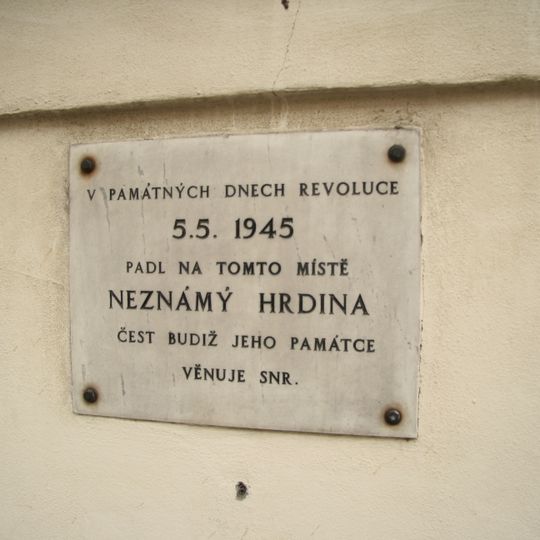 V PAMÁTNÝCH DNECH REVOLUCE
5.5. 1945
PADL NA TOMTO MÍSTĚ
NEZNÁMÝ HRDINA
ČEST BUDIŽ JEHO PAMÁTCE
VĚNUJE SNR.